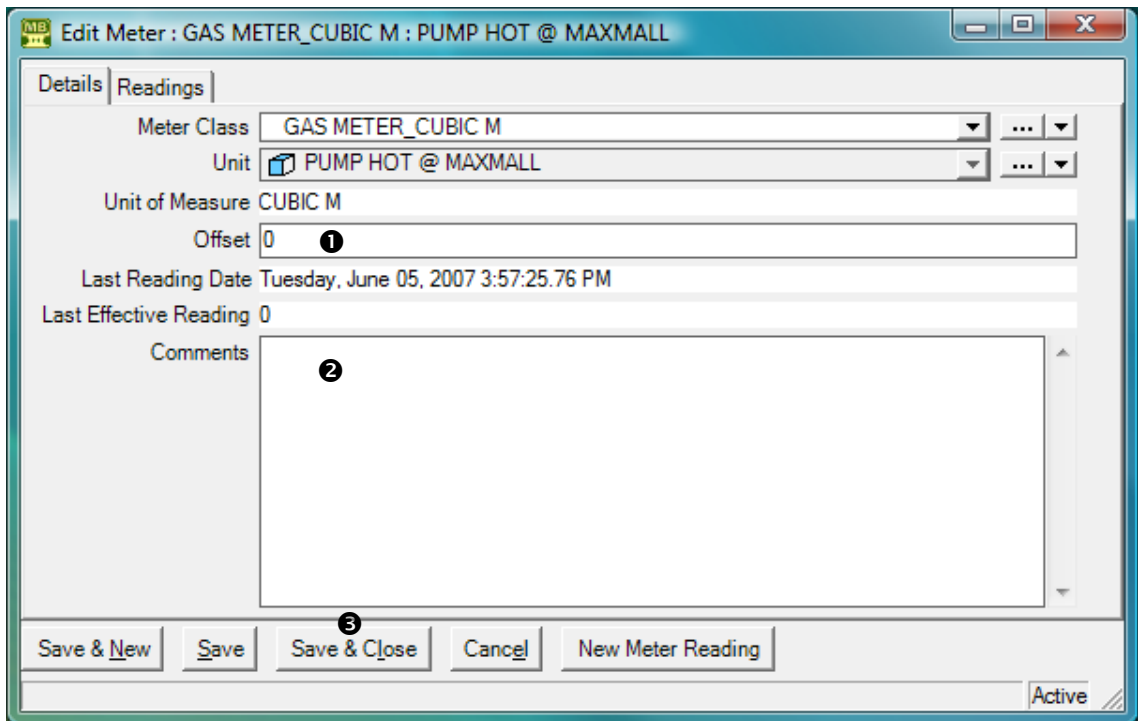 MB
Edit Meter : GAS METER_CUBIC M : PUMP HOT @ MAXMALL
Details Readings
Meter Class GAS METER_CUBIC M ...
Unit PUMP HOT @ MAXMALL ...
Unit of Measure CUBIC M
Offset 0 ❶
Last Reading Date Tuesday, June 05, 2007 3:57:25.76 PM
Last Effective Reading 0
Comments
❷
❸
Save & New Save Save & Close Cancel New Meter Reading
Active